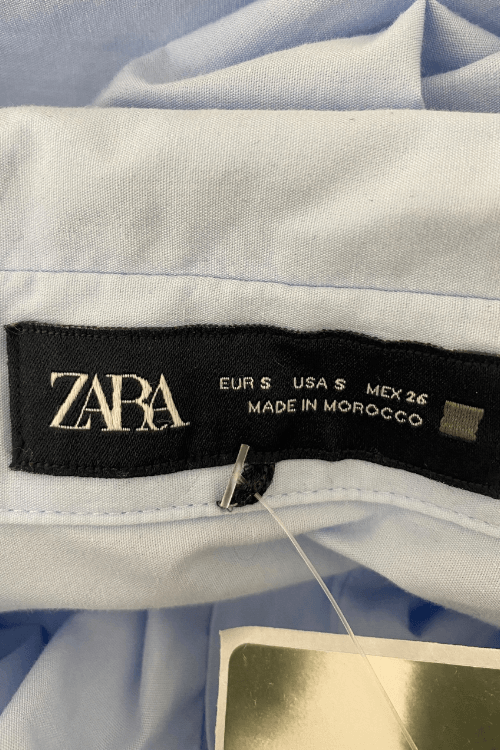 ZARA
EUR S USA S MEX 26
MADE IN MOROCCO